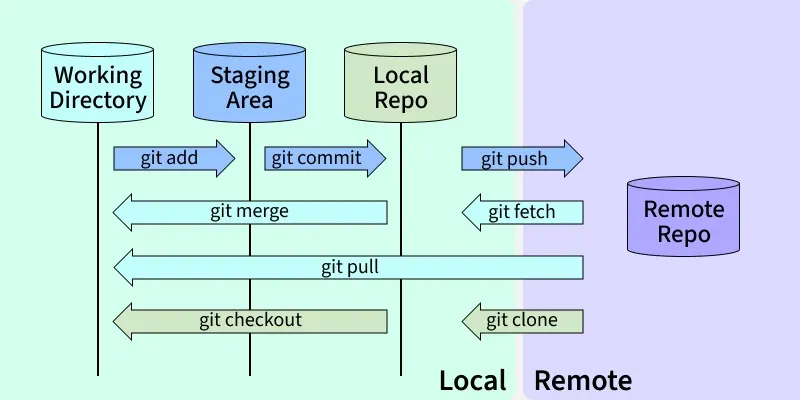 Working
Directory
Staging
Area
Local
Repo
git add
git commit
git push
git merge
git fetch
Remote
Repo
git pull
git checkout
git clone
Local
Remote